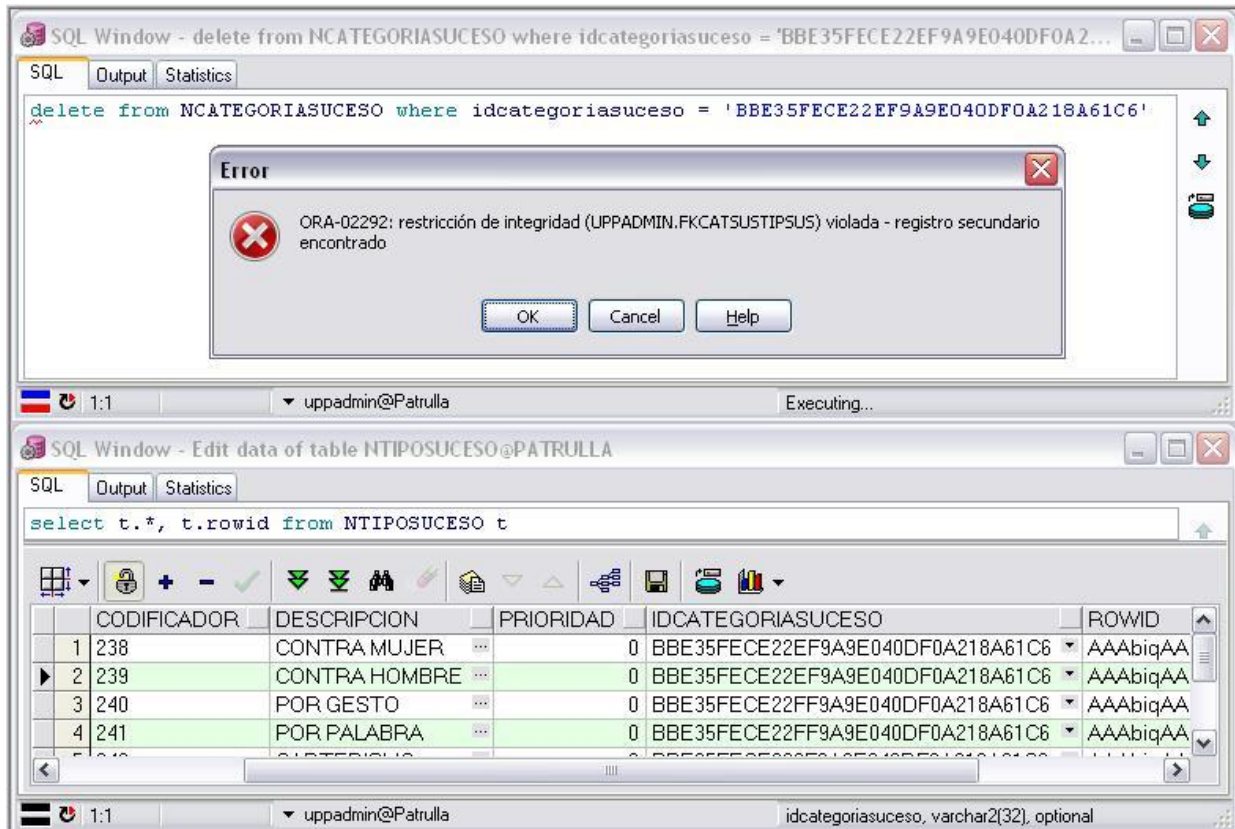 SQL Window - delete from NCATEGORIASUCESO where idcategoriasuceso = 'BBE35FECE22EF9A9E040DF0A2...
SQL Output Statistics
delete from NCATEGORIASUCESO where idcategoriasuceso = 'BBE35FECE22EF9A9E040DF0A218A61C6'
Error
ORA-02292: restricción de integridad (UPPADMIN.FKCATSUSTIPSUS) violada - registro secundario
encontrado
OK Cancel Help
1:1 uppadmin@Patrulla Executing...
SQL Window - Edit data of table NTIPOSUCESO@PATRULLA
SQL Output Statistics
select t.*, t.rowid from NTIPOSUCESO t
CODIFICADOR DESCRIPCION PRIORIDAD IDCATEGORIASUCESO ROWID
1 238 CONTRA MUJER ... 0 BBE35FECE22EF9A9E040DF0A218A61C6 AAAbiqAA
2 239 CONTRA HOMBRE ... 0 BBE35FECE22EF9A9E040DF0A218A61C6 AAAbiqAA
3 240 POR GESTO ... 0 BBE35FECE22FF9A9E040DF0A218A61C6 AAAbiqAA
4 241 POR PALABRA ... 0 BBE35FECE22FF9A9E040DF0A218A61C6 AAAbiqAA
1:1 uppadmin@Patrulla idcategoriasuceso, varchar2(32), optional